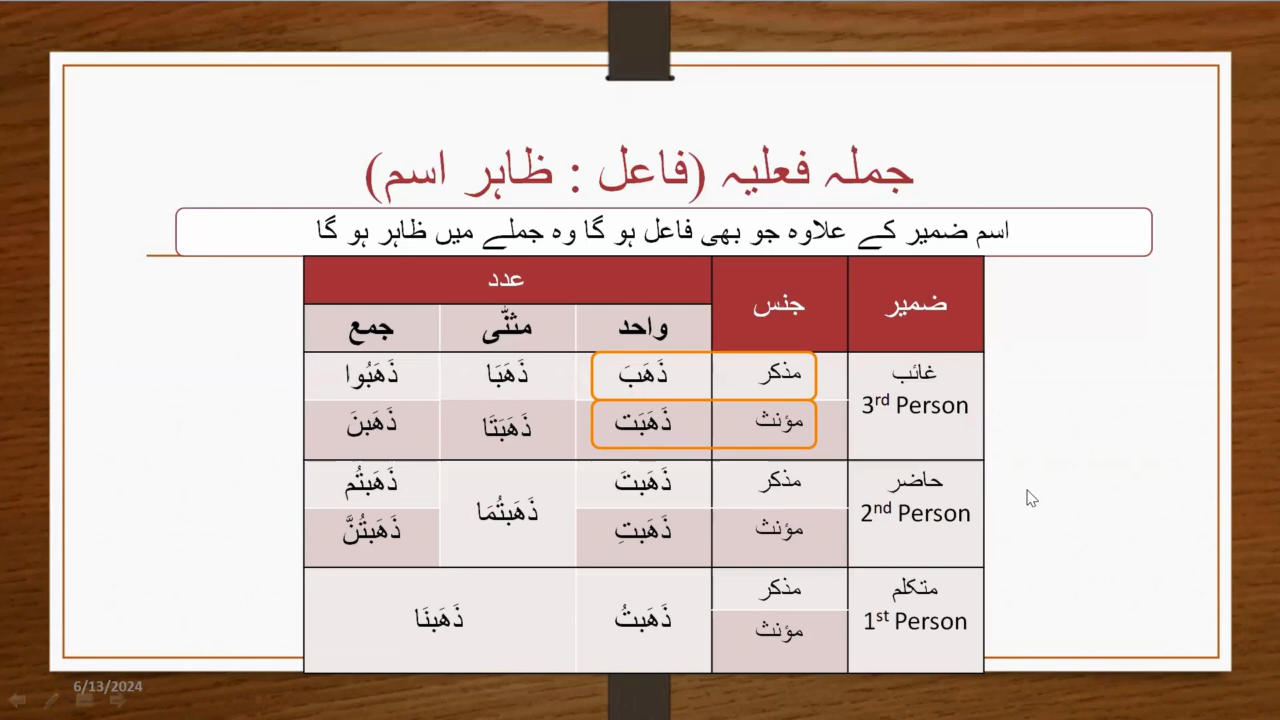 جملہ فعلیہ (فاعل : ظاہر اسم)
اسم ضمیر کے علاوہ جو بھی فاعل ہو گا وہ جملے میں ظاہر ہو گا
ضمیر جنس عدد
واحد مثنّی جمع
غائب
3rd Person
مذکر ذَهَبَ ذَهَبَا ذَهَبُوا
مؤنث ذَهَبَت ذَهَبَتَا ذَهَبنَ
حاضر
2nd Person
مذکر ذَهَبتَ ذَهَبتُمَا ذَهَبتُم
مؤنث ذَهَبتِ ذَهَبتُنَّ
متکلم
1st Person
مذکر ذَهَبتُ ذَهَبنَا
مؤنث
6/13/2024